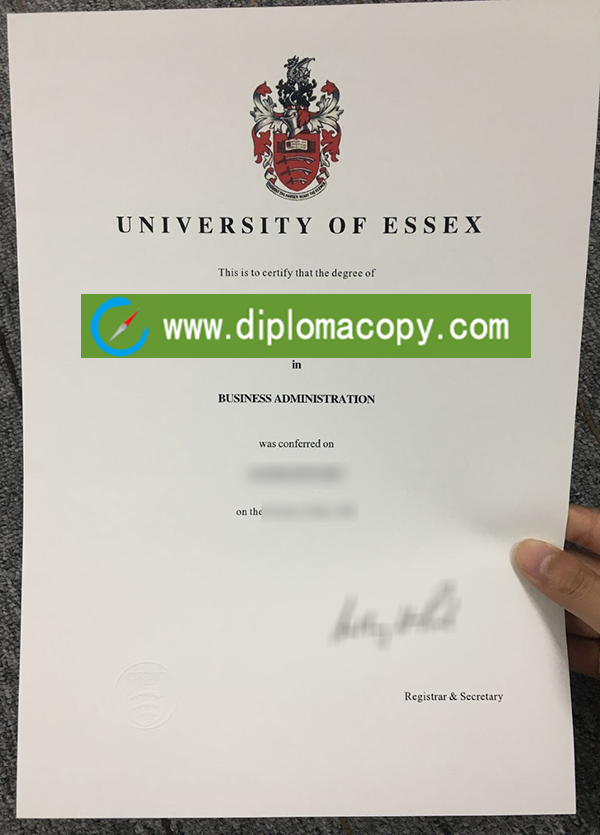 UNIVERSITY OF ESSEX
This is to certify that the degree of
www.diplomacopy.com
in
BUSINESS ADMINISTRATION
was conferred on
on the
Registrar & Secretary